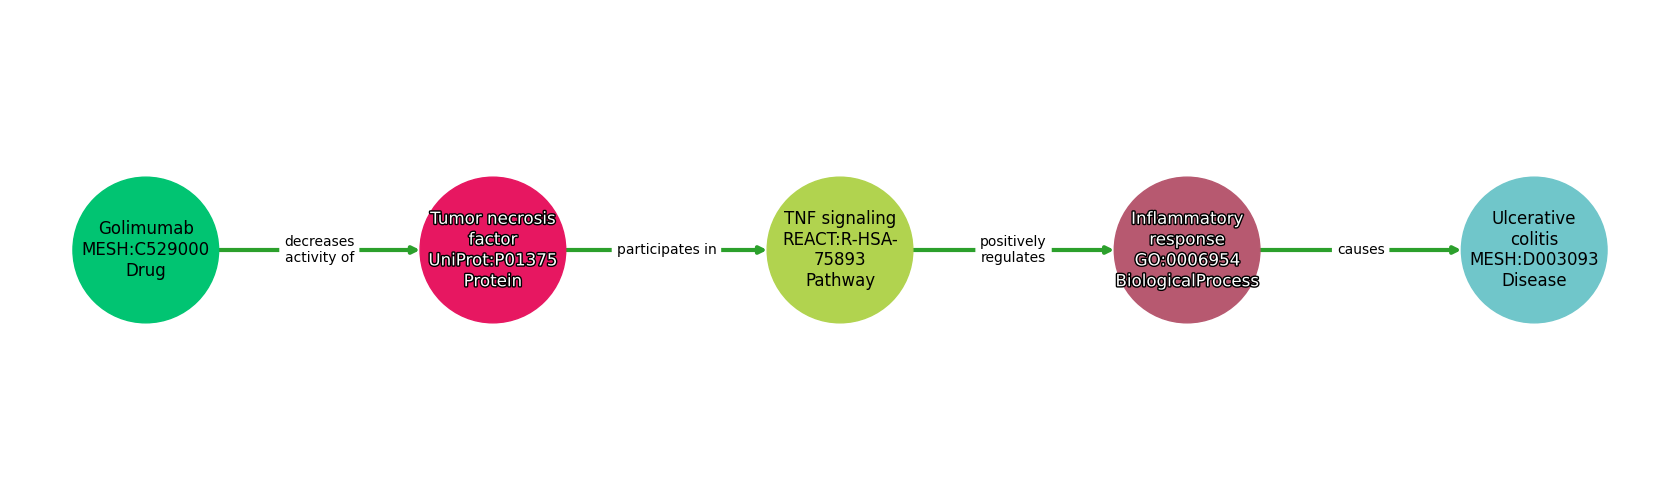 Golimumab
MESH:C529000
Drug
decreases
activity of
Tumor necrosis
factor
UniProt:P01375
Protein
participates in
TNF signaling
REACT:R-HSA-
75893
Pathway
positively
regulates
Inflammatory
response
GO:0006954
BiologicalProcess
causes
Ulcerative
colitis
MESH:D003093
Disease